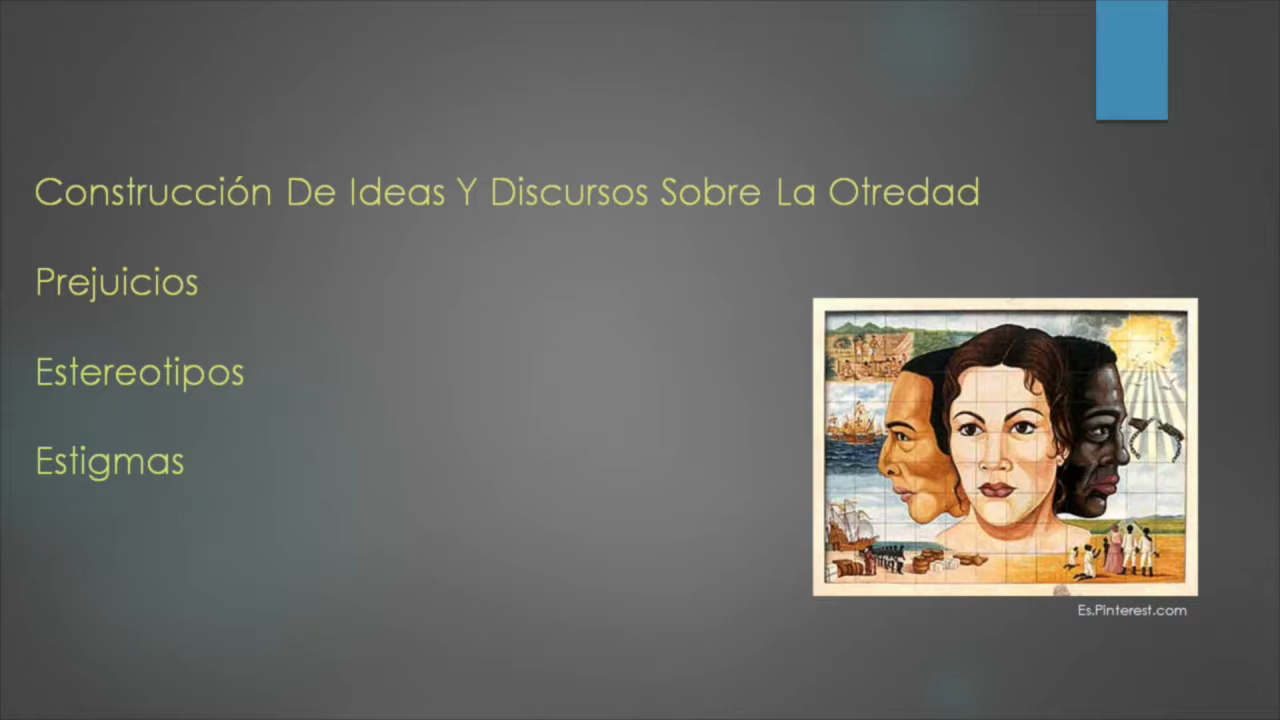 Construcción De Ideas Y Discursos Sobre La Otredad
Prejuicios
Estereotipos
Estigmas
Es.Pinterest.com